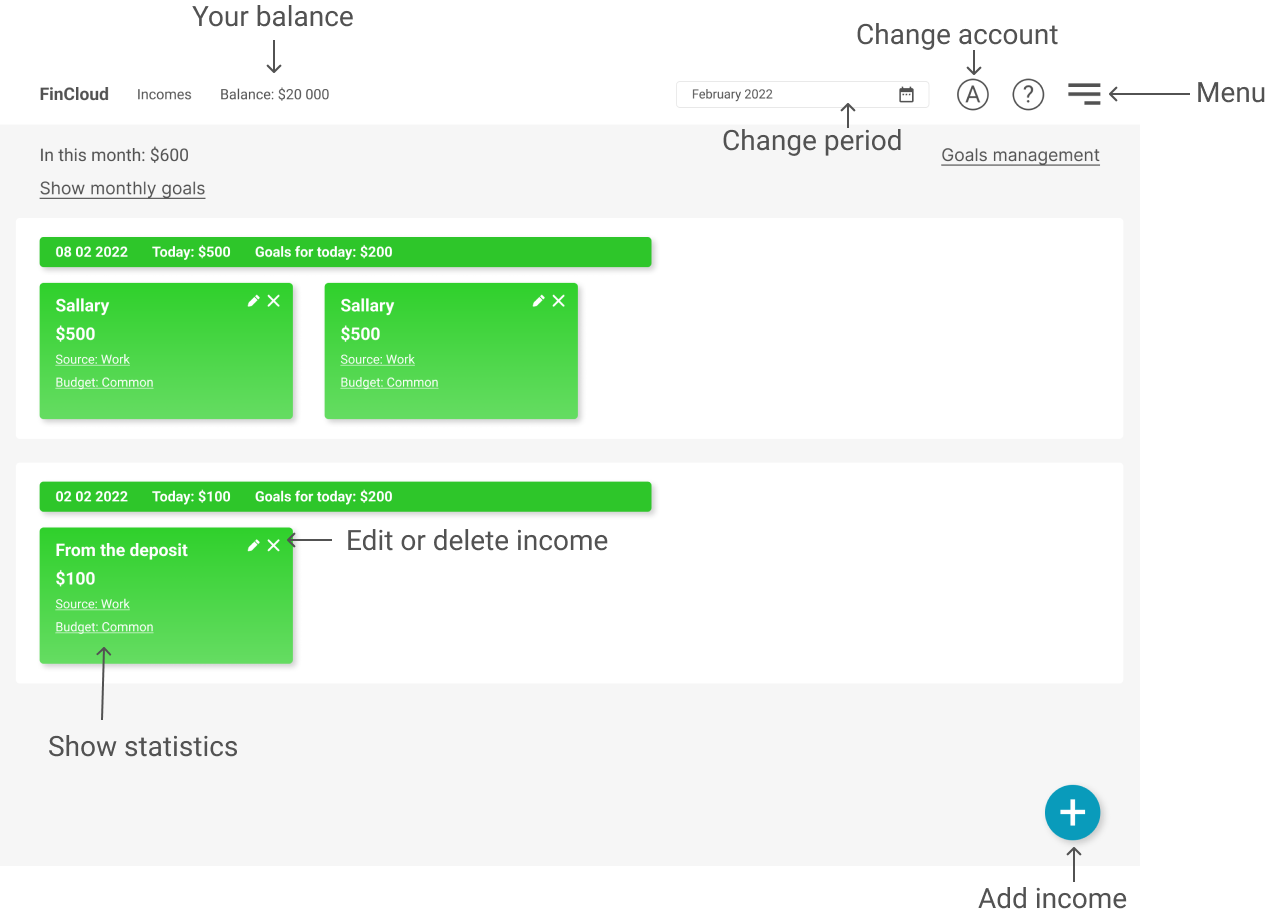 Your balance
Change account
FinCloud Incomes Balance: $20 000 February 2022 A ? Menu
Change period
In this month: $600 Goals management
Show monthly goals
08 02 2022 Today: $500 Goals for today: $200
Sallary Sallary
$500 $500
Source: Work Source: Work
Budget: Common Budget: Common
02 02 2022 Today: $100 Goals for today: $200
From the deposit Edit or delete income
$100
Source: Work
Budget: Common
Show statistics
Add income